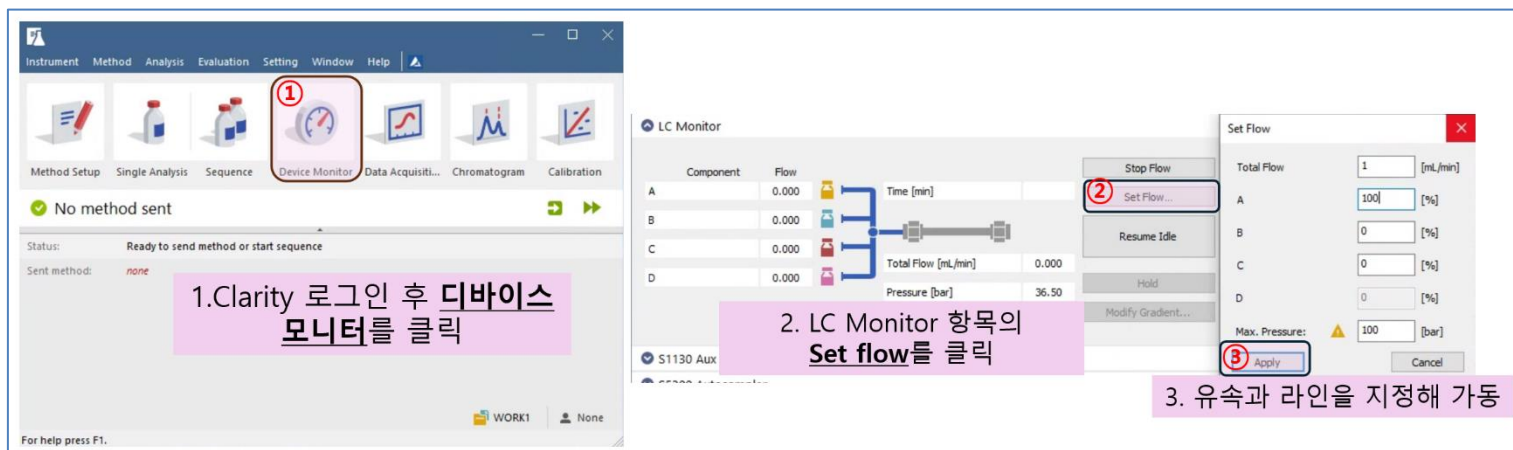 Instrument Method Analysis Evaluation Setting Window Help
①
Method Setup Single Analysis Sequence Device Monitor Data Acquisiti... Chromatogram Calibration
No method sent
Status: Ready to send method or start sequence
Sent method: none
1.Clarity 로그인 후 디바이스
모니터를 클릭
WORK1 None
For help press F1.
LC Monitor
Component Flow
A 0.000
B 0.000
C 0.000
D 0.000
Time [min]
Total Flow [mL/min] 0.000
Pressure [bar] 36.50
Stop Flow
② Set Flow...
Resume Idle
Hold
Modify Gradient...
2. LC Monitor 항목의
Set flow를 클릭
S1130 Aux
Set Flow
Total Flow 1 [mL/min]
A 100 [%]
B 0 [%]
C 0 [%]
D 0 [%]
Max. Pressure: 100 [bar]
③ Apply Cancel
3. 유속과 라인을 지정해 가동